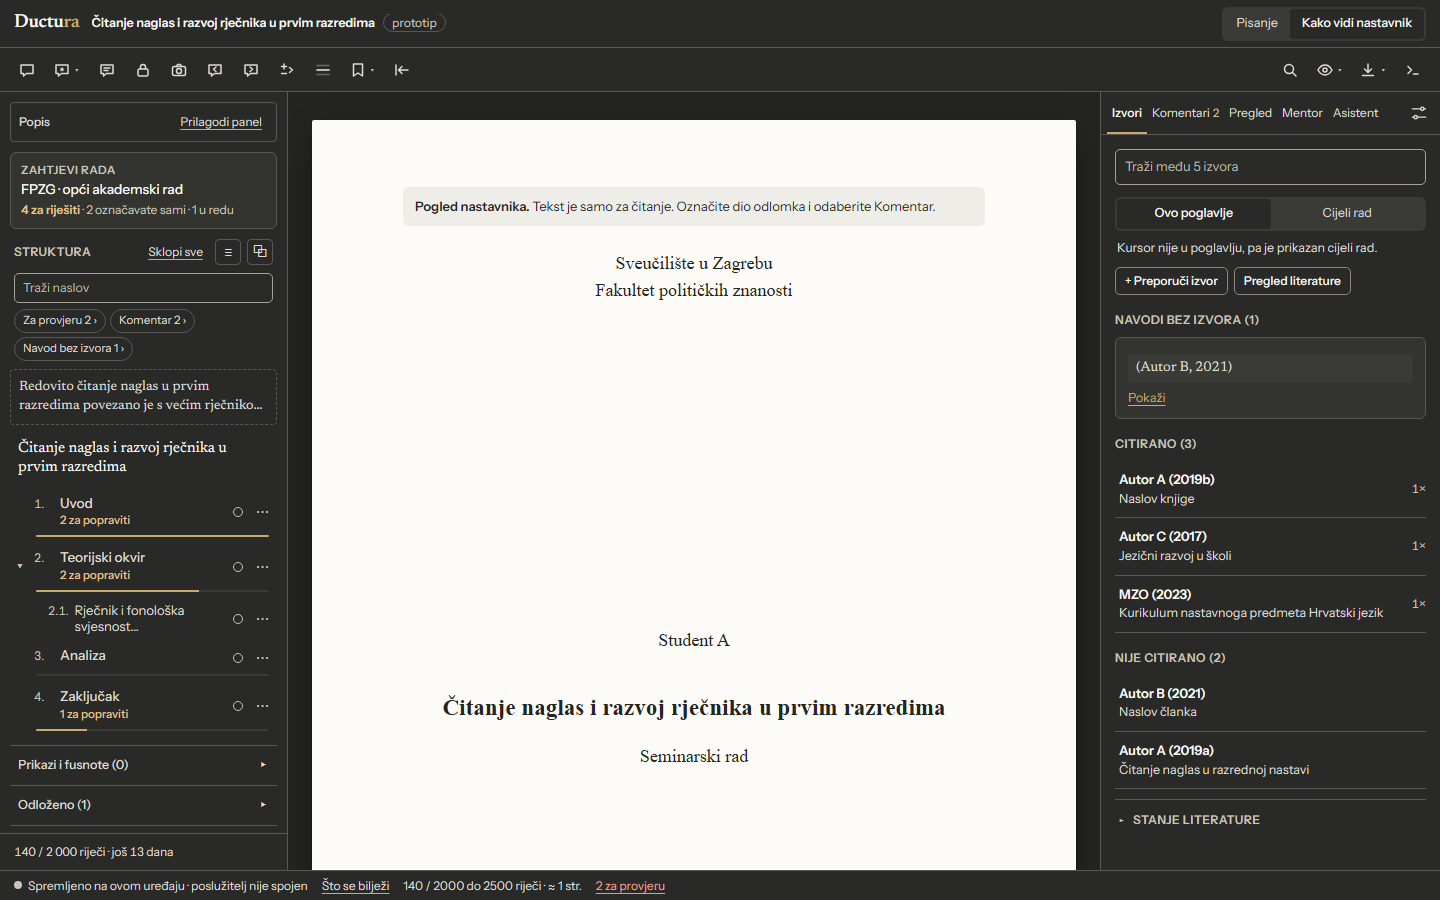 Ductura
Čitanje naglas i razvoj rječnika u prvim razredima
prototip
Pisanje
Kako vidi nastavnik
Popis
Prilagodi panel
ZAHTJEVI RADA
FPZG · opći akademski rad
4 za riješiti · 2 označavate sami · 1 u redu
STRUKTURA
Sklopi sve
Traži naslov
Za provjeru 2 ›
Komentar 2 ›
Navod bez izvora 1 ›
Redovito čitanje naglas u prvim
razredima povezano je s većim rječniko…
Čitanje naglas i razvoj rječnika u
prvim razredima
1. Uvod
2 za popraviti
2. Teorijski okvir
2 za popraviti
2.1. Rječnik i fonološka
svjesnost…
3. Analiza
4. Zaključak
1 za popraviti
Prikazi i fusnote (0)
Odloženo (1)
140 / 2 000 riječi · još 13 dana
Pogled nastavnika. Tekst je samo za čitanje. Označite dio odlomka i odaberite Komentar.
Sveučilište u Zagrebu
Fakultet političkih znanosti
Student A
Čitanje naglas i razvoj rječnika u prvim razredima
Seminarski rad
Izvori
Komentari 2
Pregled
Mentor
Asistent
Traži među 5 izvora
Ovo poglavlje
Cijeli rad
Kursor nije u poglavlju, pa je prikazan cijeli rad.
+ Preporuči izvor
Pregled literature
NAVODI BEZ IZVORA (1)
(Autor B, 2021)
Pokaži
CITIRANO (3)
Autor A (2019b)
Naslov knjige
1×
Autor C (2017)
Jezični razvoj u školi
1×
MZO (2023)
Kurikulum nastavnoga predmeta Hrvatski jezik
1×
NIJE CITIRANO (2)
Autor B (2021)
Naslov članka
Autor A (2019a)
Čitanje naglas u razrednoj nastavi
STANJE LITERATURE
Spremljeno na ovom uređaju · poslužitelj nije spojen
Što se bilježi
140 / 2000 do 2500 riječi · ≈ 1 str.
2 za provjeru